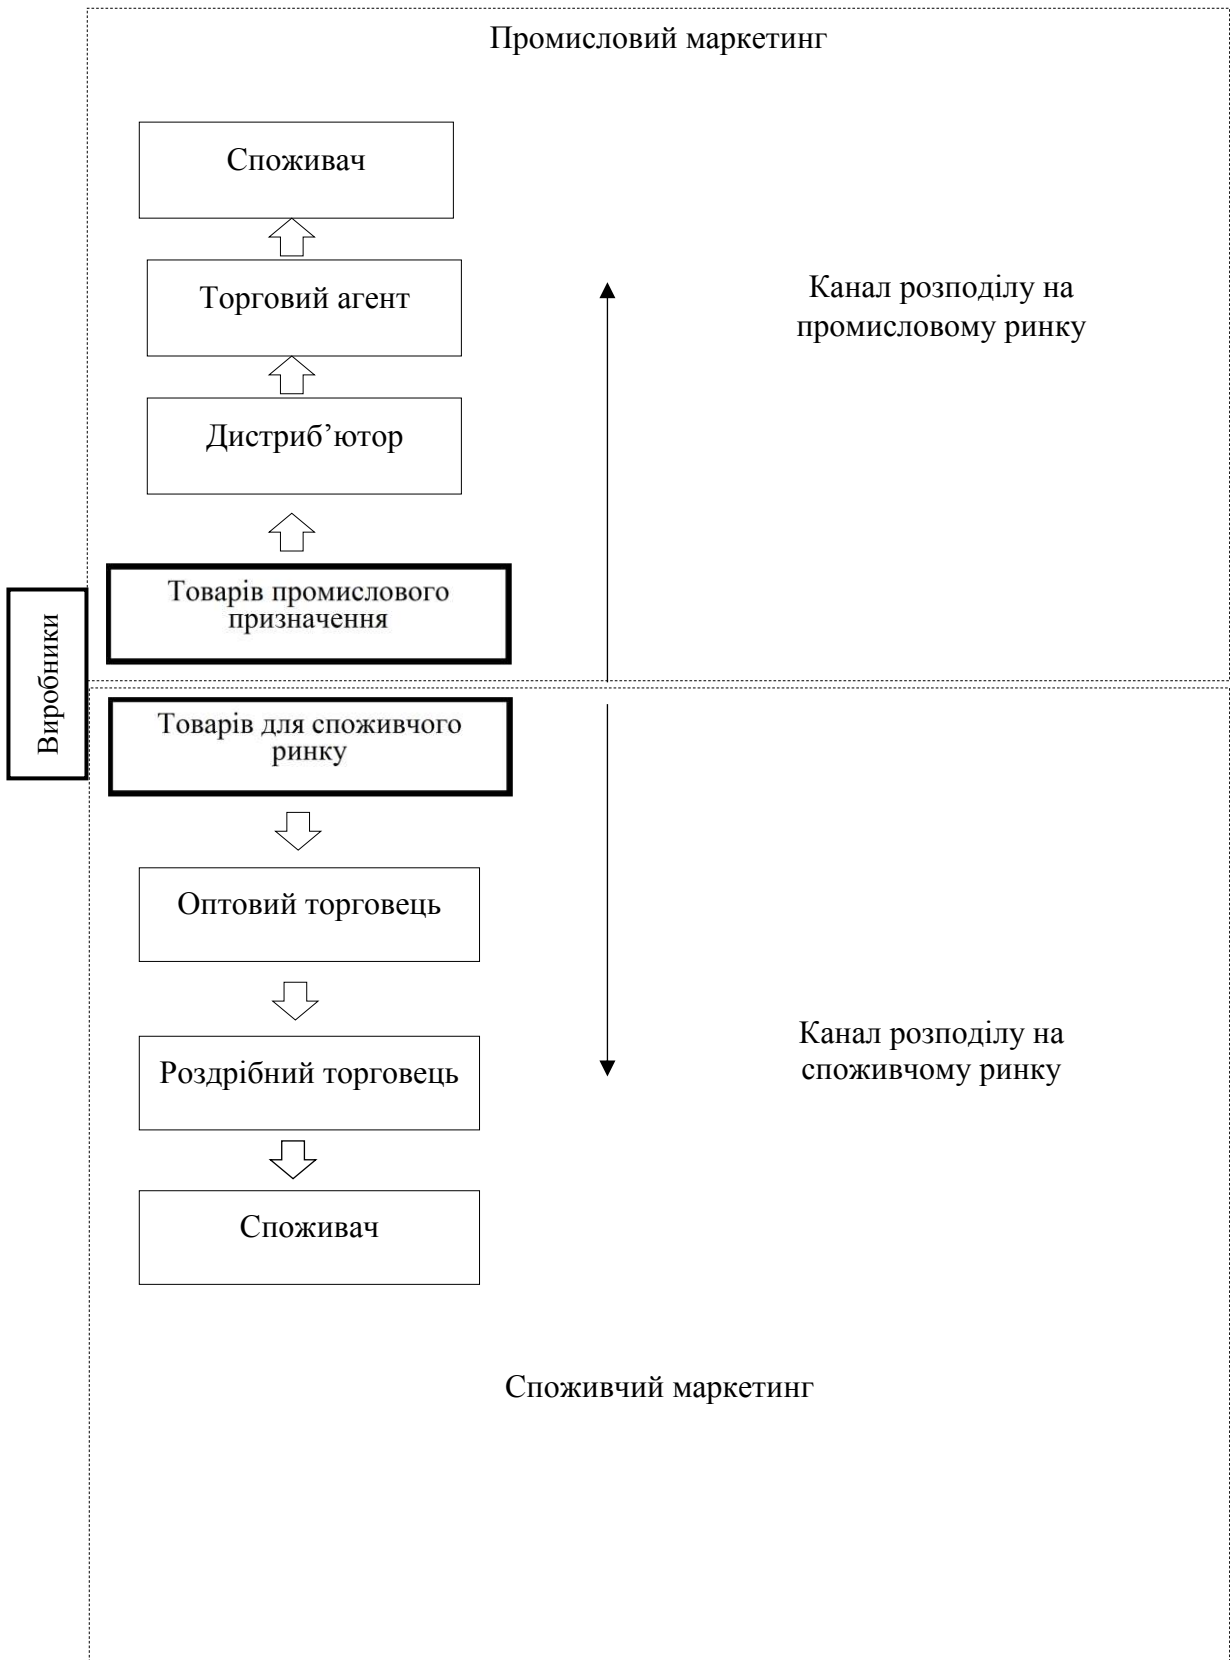 Промисловий маркетинг
Споживач
Торговий агент
Канал розподілу на
промисловому ринку
Дистриб’ютор
Товарів промислового
призначення
Виробники
Товарів для споживчого
ринку
Оптовий торговець
Роздрібний торговець
Канал розподілу на
споживчому ринку
Споживач
Споживчий маркетинг